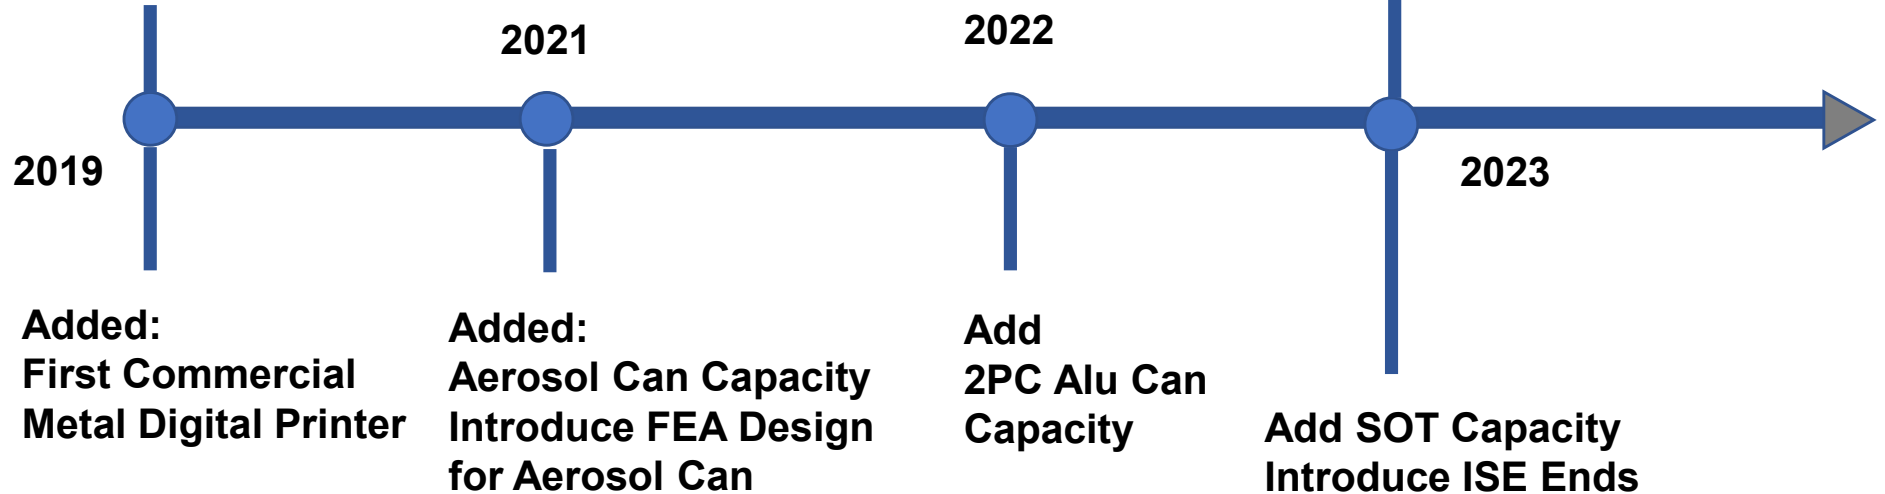 2021
2022
2019
2023
Added:
First Commercial
Metal Digital Printer
Added:
Aerosol Can Capacity
Introduce FEA Design
for Aerosol Can
Add
2PC Alu Can
Capacity
Add SOT Capacity
Introduce ISE Ends